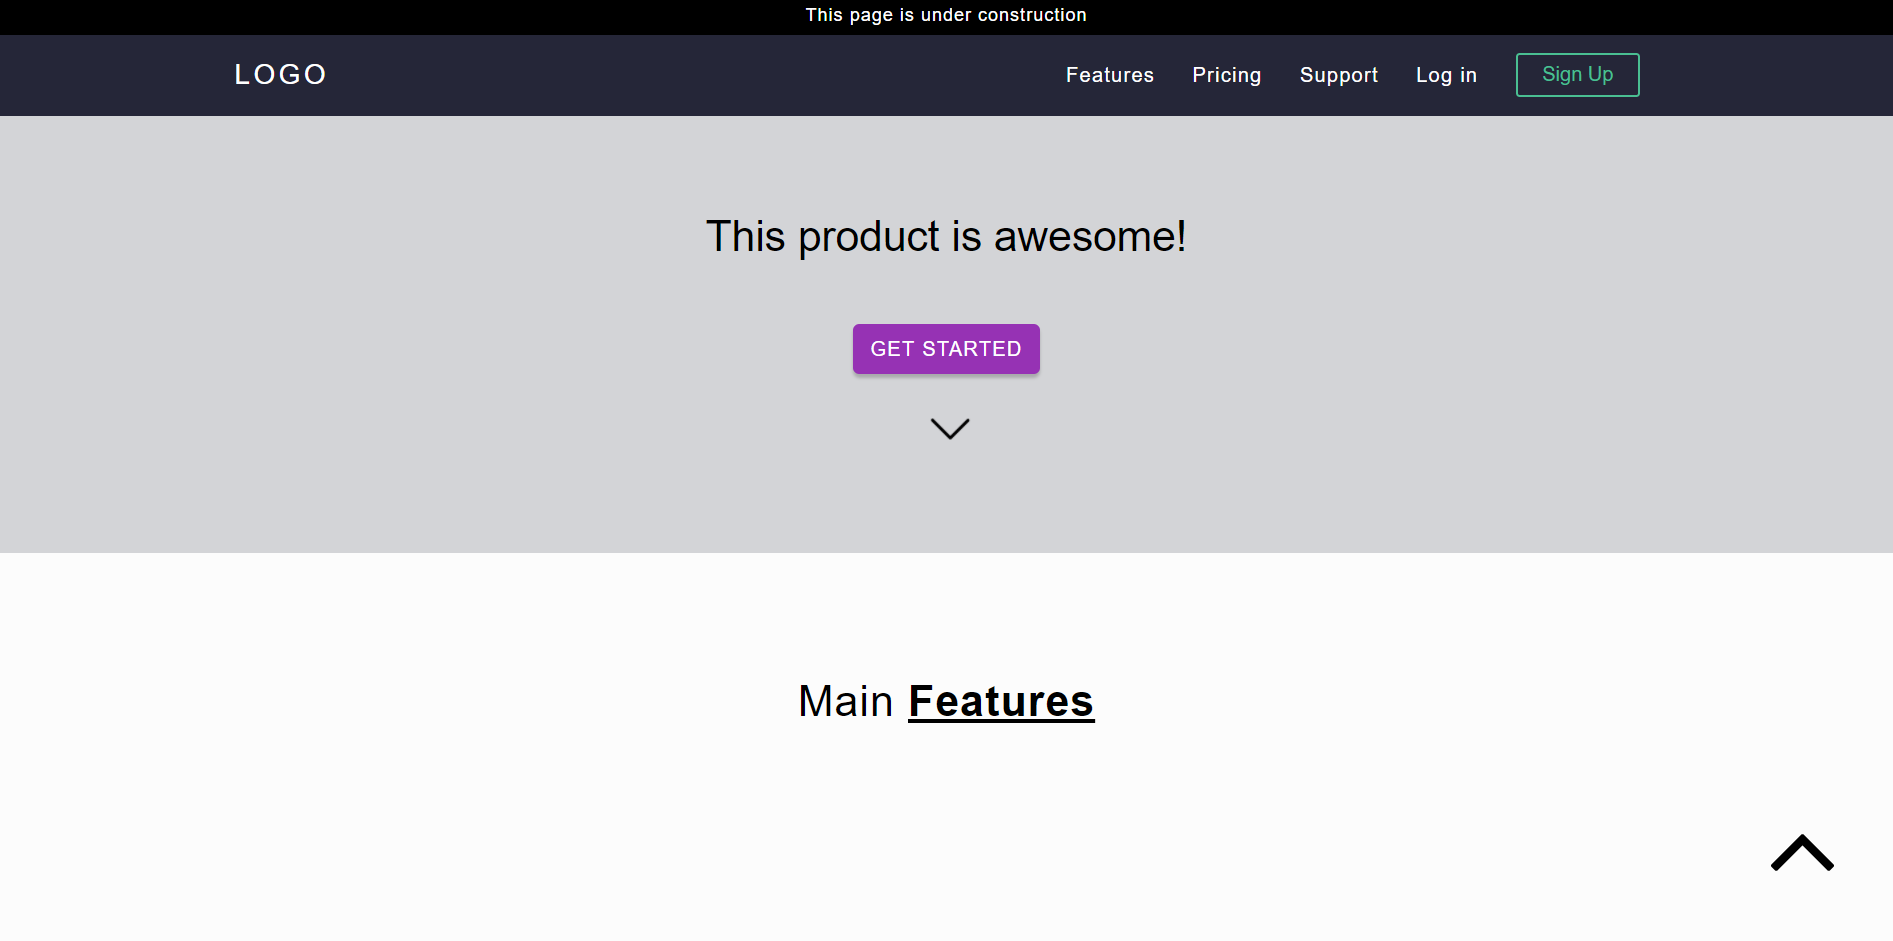 This page is under construction
LOGO Features Pricing Support Log in Sign Up
This product is awesome!
GET STARTED
Main Features